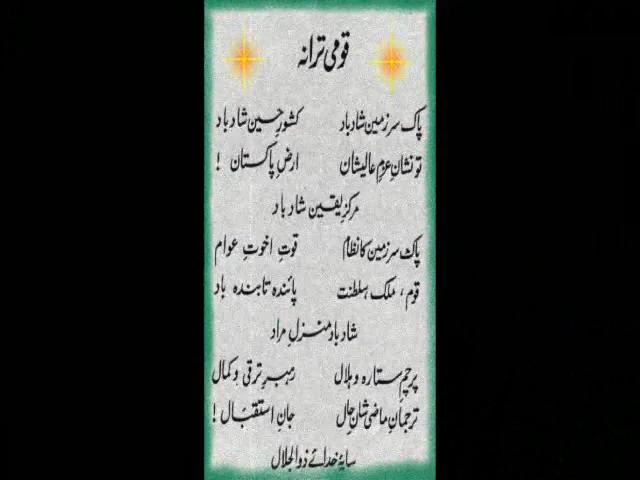 قومی ترانہ
پاک سرزمین شاد باد کشورِ حسین شاد باد
تو نشانِ عزمِ عالیشان ارضِ پاکستان !
مرکزِ یقین شاد باد
پاک سرزمین کا نظام قوتِ اخوتِ عوام
قوم ، ملک ، سلطنت پائندہ تابندہ باد
شاد باد منزلِ مراد
پرچمِ ستارہ و ہلال رہبرِ ترقی و کمال
ترجمانِ ماضی شانِ حال جانِ استقبال !
سایۂ خدائے ذوالجلال